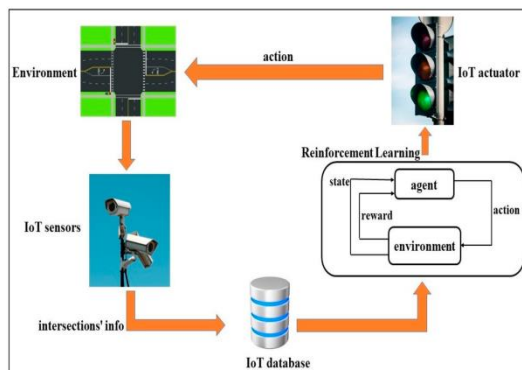 action
Environment
IoT actuator
Reinforcement Learning
state
agent
reward
action
environment
IoT sensors
intersections' info
IoT database